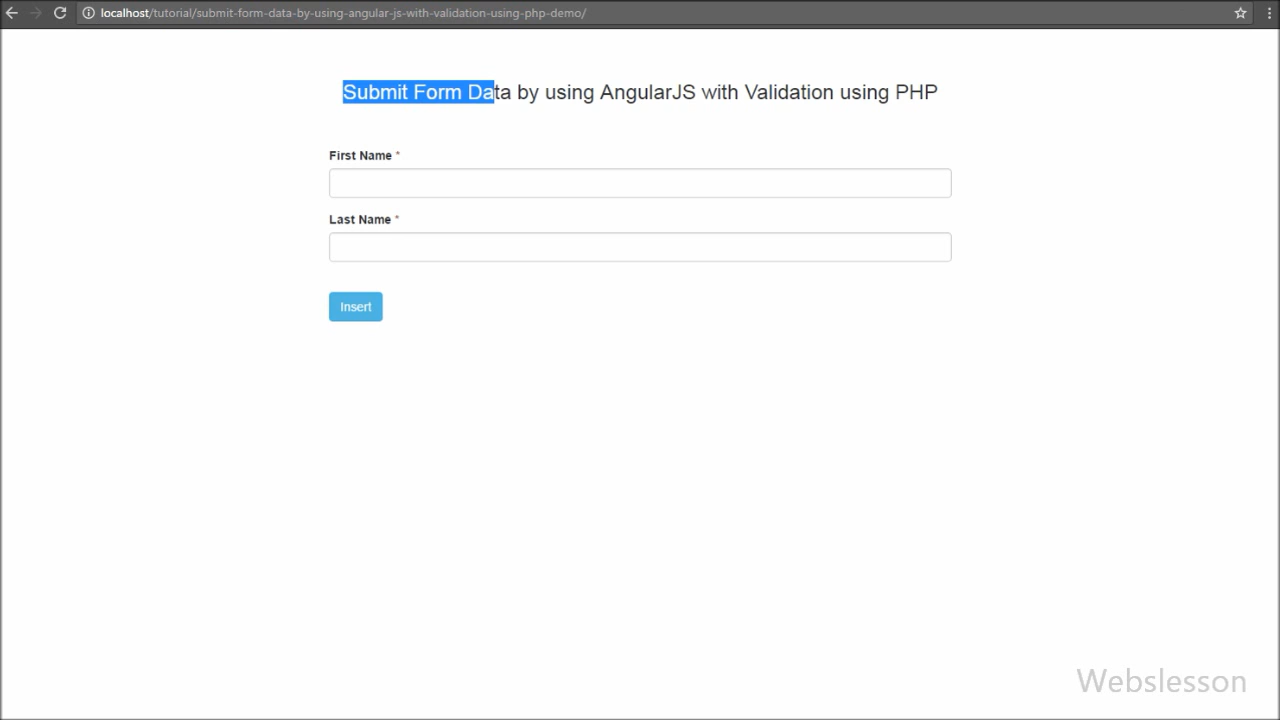 localhost/tutorial/submit-form-data-by-using-angular-js-with-validation-using-php-demo/
Submit Form Data by using AngularJS with Validation using PHP
First Name *
Last Name *
Insert
Webslesson